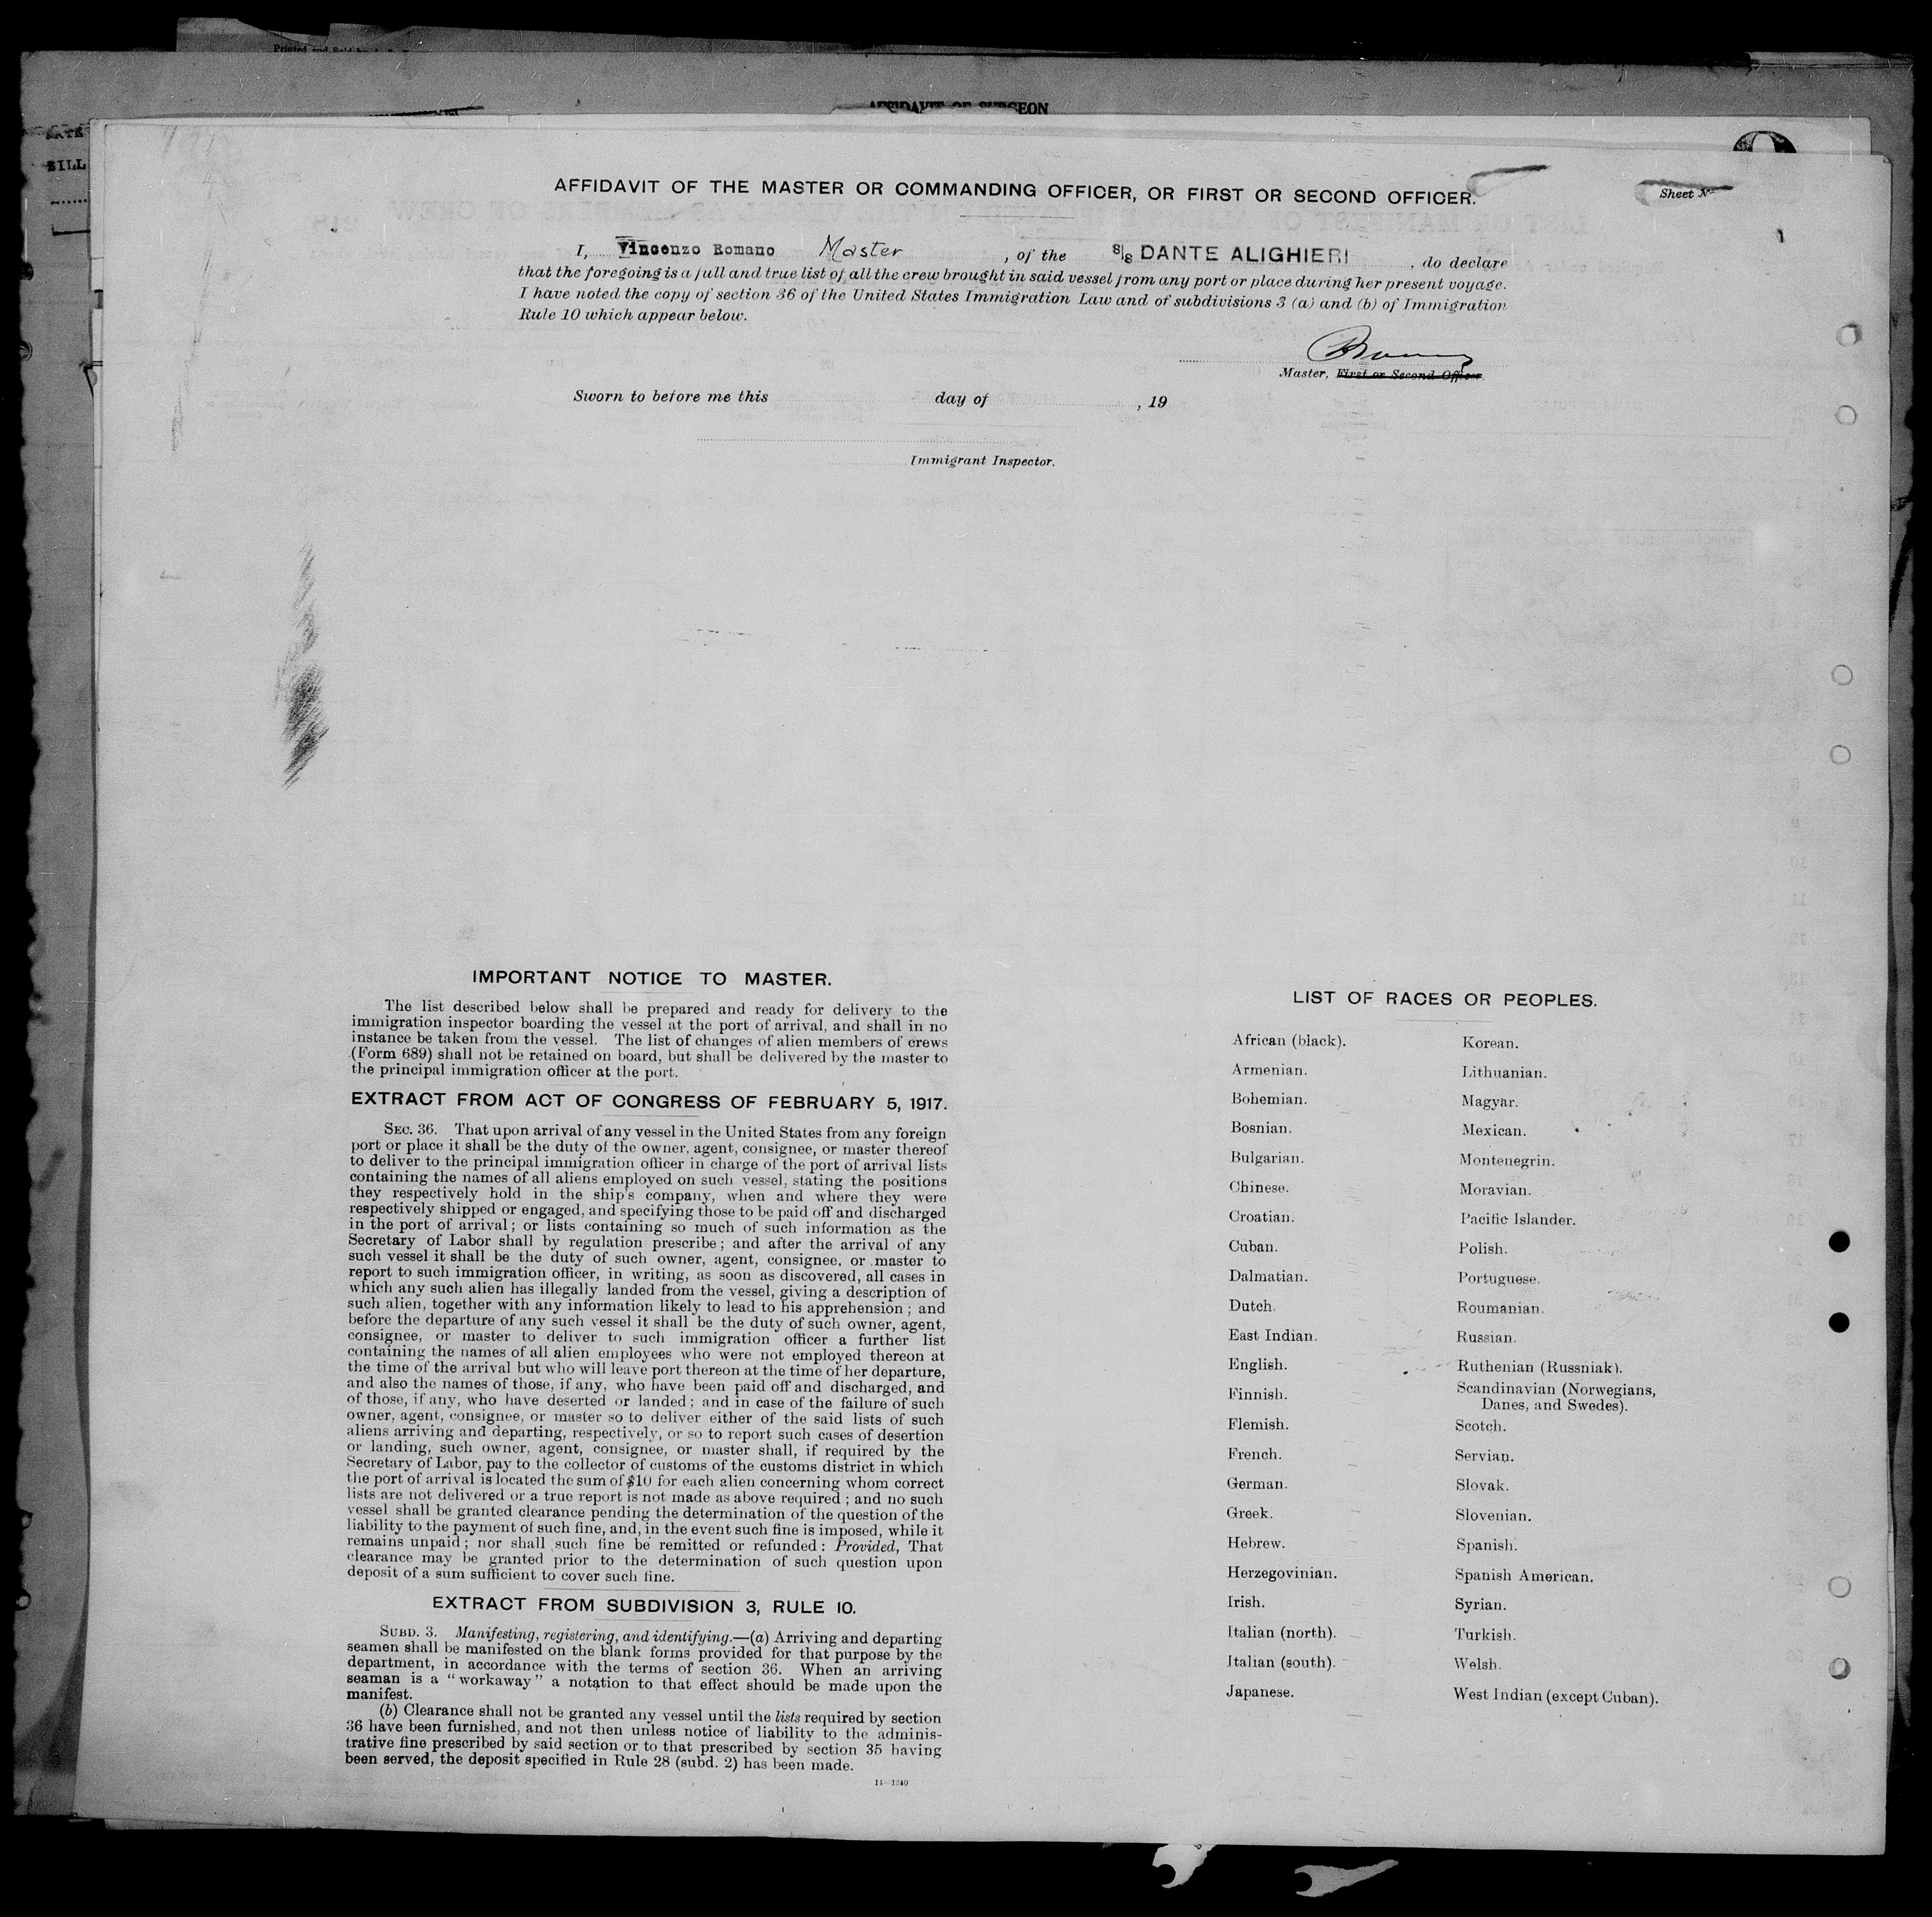 AFFIDAVIT OF SURGEON
BILL
AFFIDAVIT OF THE MASTER OR COMMANDING OFFICER, OR FIRST OR SECOND OFFICER.
Sheet
I, Vincenzo Romano Master, of the S/S DANTE ALIGHIERI, do declare
that the foregoing is a full and true list of all the crew brought in said vessel from any port or place during her present voyage.
I have noted the copy of section 36 of the United States Immigration Law and of subdivisions 3 (a) and (b) of Immigration
Rule 10 which appear below.
Master, First or Second Officer.
Sworn to before me this day of , 19
Immigrant Inspector.
IMPORTANT NOTICE TO MASTER.
The list described below shall be prepared and ready for delivery to the
immigration inspector boarding the vessel at the port of arrival, and shall in no
instance be taken from the vessel. The list of changes of alien members of crews
(Form 689) shall not be retained on board, but shall be delivered by the master to
the principal immigration officer at the port.
EXTRACT FROM ACT OF CONGRESS OF FEBRUARY 5, 1917.
SEC. 36. That upon arrival of any vessel in the United States from any foreign
port or place it shall be the duty of the owner, agent, consignee, or master thereof
to deliver to the principal immigration officer in charge of the port of arrival lists
containing the names of all aliens employed on such vessel, stating the positions
they respectively hold in the ship's company, when and where they were
respectively shipped or engaged, and specifying those to be paid off and discharged
in the port of arrival; or lists containing so much of such information as the
Secretary of Labor shall by regulation prescribe; and after the arrival of any
such vessel it shall be the duty of such owner, agent, consignee, or master to
report to such immigration officer, in writing, as soon as discovered, all cases in
which any such alien has illegally landed from the vessel, giving a description of
such alien, together with any information likely to lead to his apprehension; and
before the departure of any such vessel it shall be the duty of such owner, agent,
consignee, or master to deliver to such immigration officer a further list
containing the names of all alien employees who were not employed thereon at
the time of the arrival but who will leave port thereon at the time of her departure,
and also the names of those, if any, who have been paid off and discharged, and
of those, if any, who have deserted or landed; and in case of the failure of such
owner, agent, consignee, or master so to deliver either of the said lists of such
aliens arriving and departing, respectively, or so to report such cases of desertion
or landing, such owner, agent, consignee, or master shall, if required by the
Secretary of Labor, pay to the collector of customs of the customs district in which
the port of arrival is located the sum of $10 for each alien concerning whom correct
lists are not delivered or a true report is not made as above required; and no such
vessel shall be granted clearance pending the determination of the question of the
liability to the payment of such fine, and, in the event such fine is imposed, while it
remains unpaid; nor shall such fine be remitted or refunded: Provided, That
clearance may be granted prior to the determination of such question upon
deposit of a sum sufficient to cover such fine.
EXTRACT FROM SUBDIVISION 3, RULE 10.
SUBD. 3. Manifesting, registering, and identifying.—(a) Arriving and departing
seamen shall be manifested on the blank forms provided for that purpose by the
department, in accordance with the terms of section 36. When an arriving
seaman is a "workaway" a notation to that effect should be made upon the
manifest.
(b) Clearance shall not be granted any vessel until the lists required by section
36 have been furnished, and not then unless notice of liability to the adminis-
trative fine prescribed by said section or to that prescribed by section 35 having
been served, the deposit specified in Rule 28 (subd. 2) has been made.
14—1240
LIST OF RACES OR PEOPLES.
African (black).
Armenian.
Bohemian.
Bosnian.
Bulgarian.
Chinese.
Croatian.
Cuban.
Dalmatian.
Dutch.
East Indian.
English.
Finnish.
Flemish.
French.
German.
Greek.
Hebrew.
Herzegovinian.
Irish.
Italian (north).
Italian (south).
Japanese.
Korean.
Lithuanian.
Magyar.
Mexican.
Montenegrin.
Moravian.
Pacific Islander.
Polish.
Portuguese.
Roumanian.
Russian.
Ruthenian (Russniak).
Scandinavian (Norwegians,
Danes, and Swedes).
Scotch.
Servian.
Slovak.
Slovenian.
Spanish.
Spanish American.
Syrian.
Turkish.
Welsh.
West Indian (except Cuban).